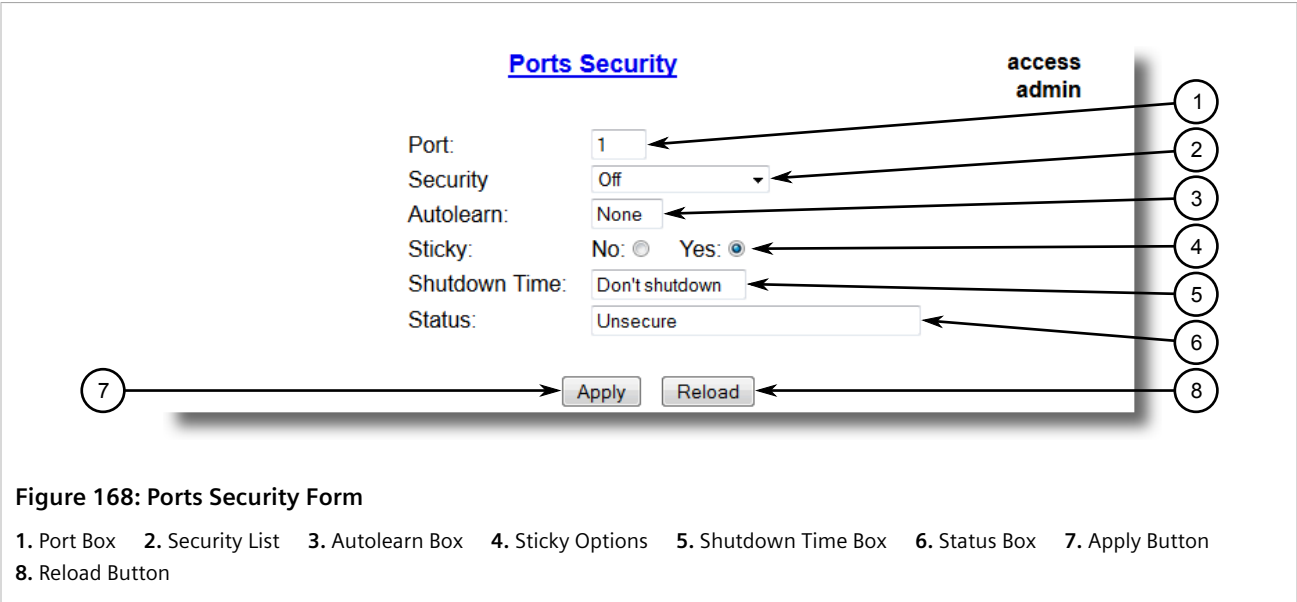 Ports Security
access
admin
1
Port: 1
2
Security Off
3
Autolearn: None
4
Sticky: No: Yes:
5
Shutdown Time: Don't shutdown
6
Status: Unsecure
7
Apply Reload
8
Figure 168: Ports Security Form
1. Port Box 2. Security List 3. Autolearn Box 4. Sticky Options 5. Shutdown Time Box 6. Status Box 7. Apply Button
8. Reload Button